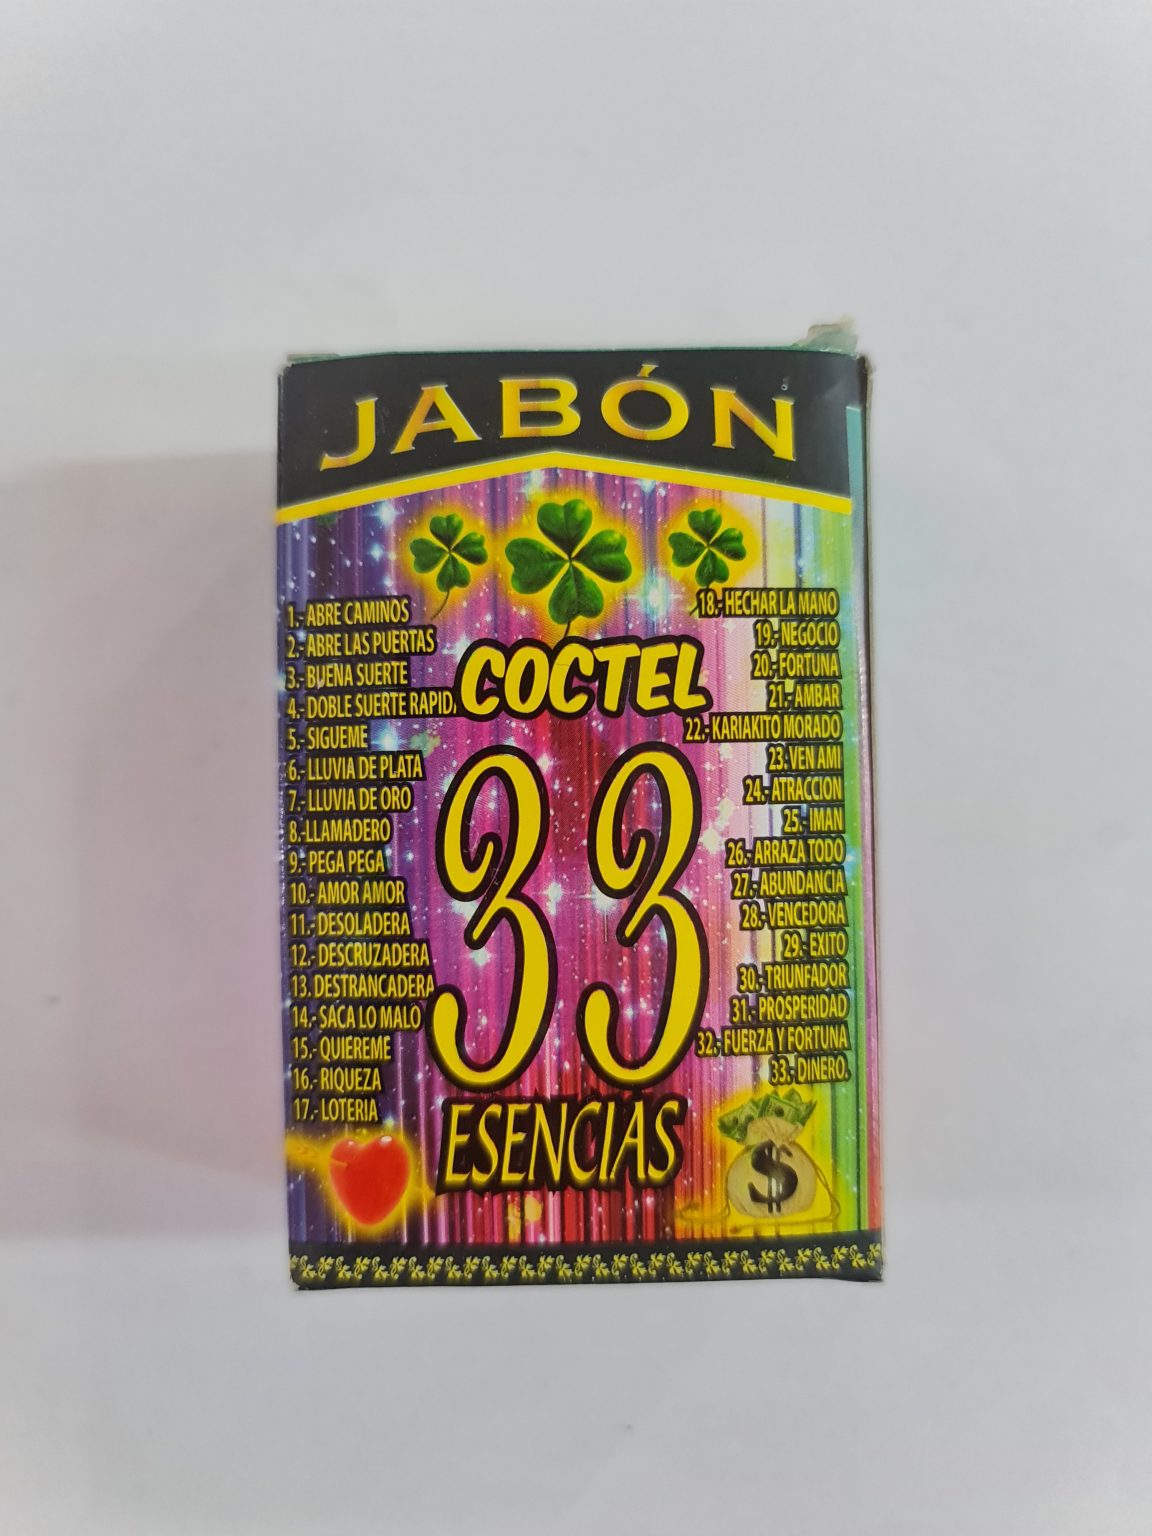 JABÓN
COCTEL
33
ESENCIAS
1.- ABRE CAMINOS
2.- ABRE LAS PUERTAS
3.- BUENA SUERTE
4.- DOBLE SUERTE RAPID
5.- SIGUEME
6.- LLUVIA DE PLATA
7.- LLUVIA DE ORO
8.-LLAMADERO
9.- PEGA PEGA
10.- AMOR AMOR
11.- DESOLADERA
12.- DESCRUZADERA
13. DESTRANCADERA
14.- SACA LO MALO
15.- QUIEREME
16.- RIQUEZA
17.- LOTERIA
18.- HECHAR LA MANO
19.- NEGOCIO
20.- FORTUNA
21.- AMBAR
22.- KARIAKITO MORADO
23. VEN AMI
24.- ATRACCION
25.- IMAN
26.- ARRAZA TODO
27.- ABUNDANCIA
28.- VENCEDORA
29.- EXITO
30.- TRIUNFADOR
31.- PROSPERIDAD
32.- FUERZA Y FORTUNA
33.- DINERO.
$